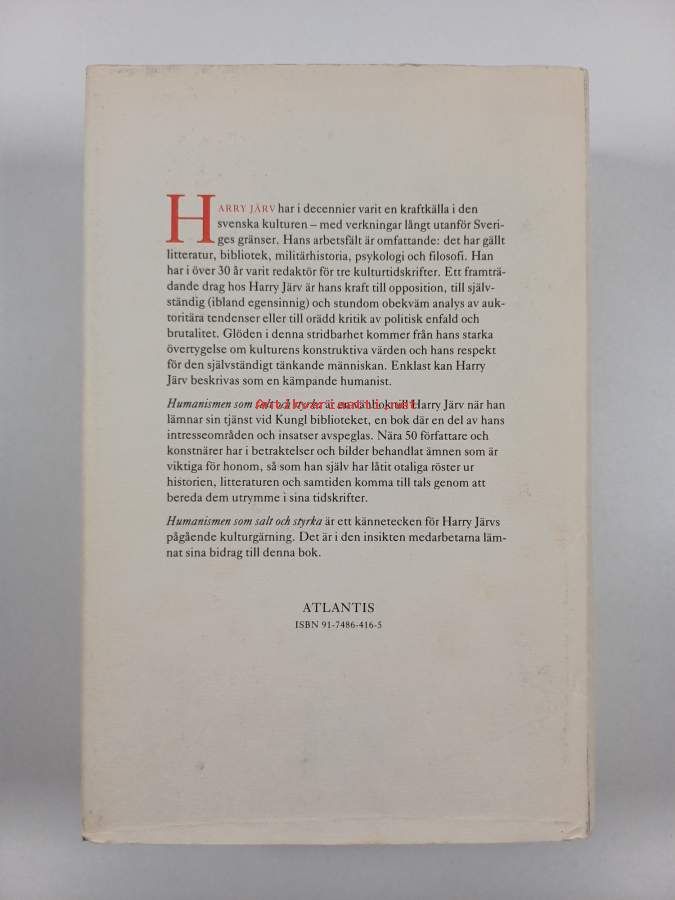 HARRY JÄRV har i decennier varit en kraftkälla i den
svenska kulturen – med verkningar långt utanför Sveri-
ges gränser. Hans arbetsfält är omfattande: det har gällt
litteratur, bibliotek, militärhistoria, psykologi och filosofi. Han
har i över 30 år varit redaktör för tre kulturtidskrifter. Ett framträ-
dande drag hos Harry Järv är hans kraft till opposition, till själv-
ständig (ibland egensinnig) och stundom obekväm analys av auk-
toritära tendenser eller till orädd kritik av politisk enfald och
brutalitet. Glöden i denna stridbarhet kommer från hans starka
övertygelse om kulturens konstruktiva värden och hans respekt
för den självständigt tänkande människan. Enklast kan Harry
Järv beskrivas som en kämpande humanist.
Humanismen som salt och styrka är en vänbok till Harry Järv när han
lämnar sin tjänst vid Kungl biblioteket, en bok där en del av hans
intresseområden och insatser avspeglas. Nära 50 författare och
konstnärer har i betraktelser och bilder behandlat ämnen som är
viktiga för honom, så som han själv har låtit otaliga röster ur
historien, litteraturen och samtiden komma till tals genom att
bereda dem utrymme i sina tidskrifter.
Humanismen som salt och styrka är ett kännetecken för Harry Järvs
pågående kulturgärning. Det är i den insikten medarbetarna läm-
nat sina bidrag till denna bok.
ATLANTIS
ISBN 91-7486-416-5